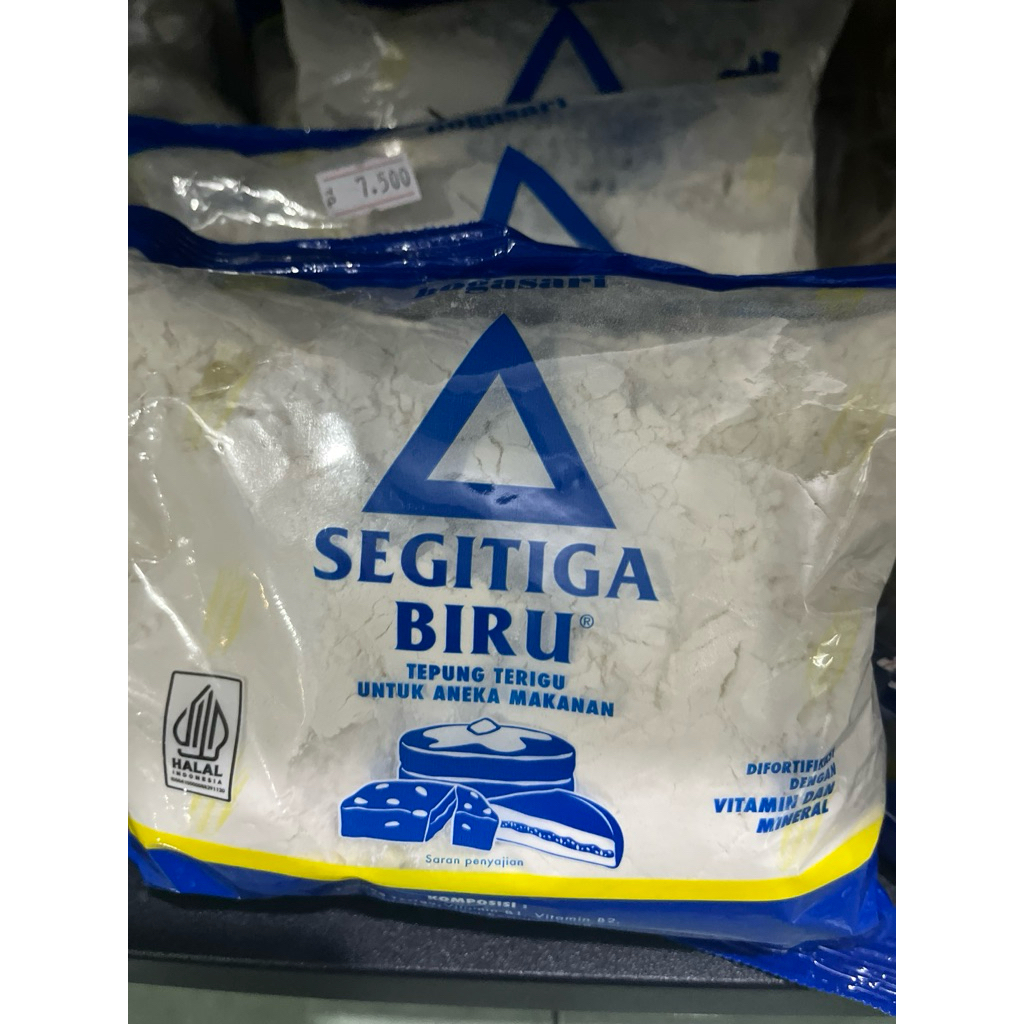 bogasari
7.500
bogasari
SEGITIGA
BIRU®
TEPUNG TERIGU
UNTUK ANEKA MAKANAN
HALAL
INDONESIA
DIFORTIFIKASI
DENGAN
VITAMIN DAN
MINERAL
Saran penyajian
KOMPOSISI :
Vitamin B1, Vitamin B2,